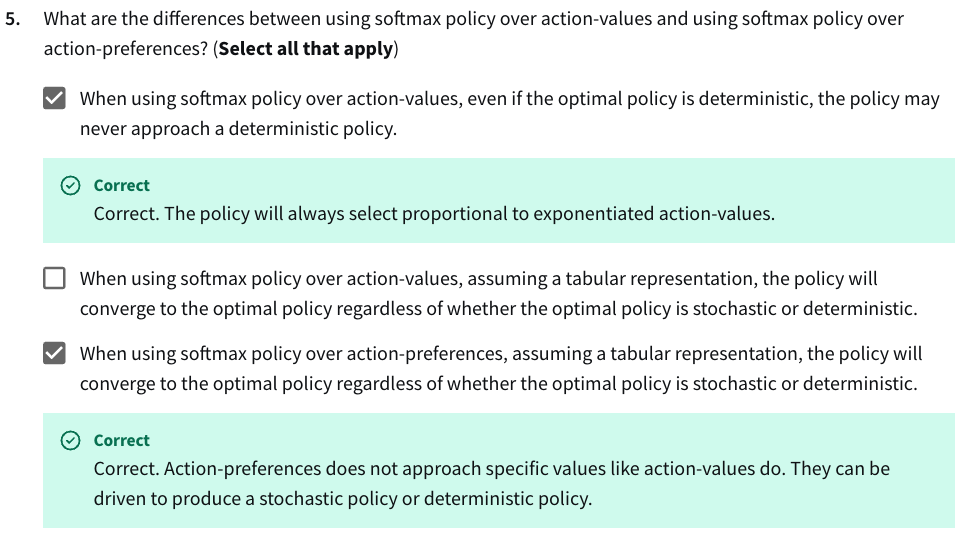 5. What are the differences between using softmax policy over action-values and using softmax policy over
action-preferences? (Select all that apply)
When using softmax policy over action-values, even if the optimal policy is deterministic, the policy may
never approach a deterministic policy.
Correct
Correct. The policy will always select proportional to exponentiated action-values.
When using softmax policy over action-values, assuming a tabular representation, the policy will
converge to the optimal policy regardless of whether the optimal policy is stochastic or deterministic.
When using softmax policy over action-preferences, assuming a tabular representation, the policy will
converge to the optimal policy regardless of whether the optimal policy is stochastic or deterministic.
Correct
Correct. Action-preferences does not approach specific values like action-values do. They can be
driven to produce a stochastic policy or deterministic policy.